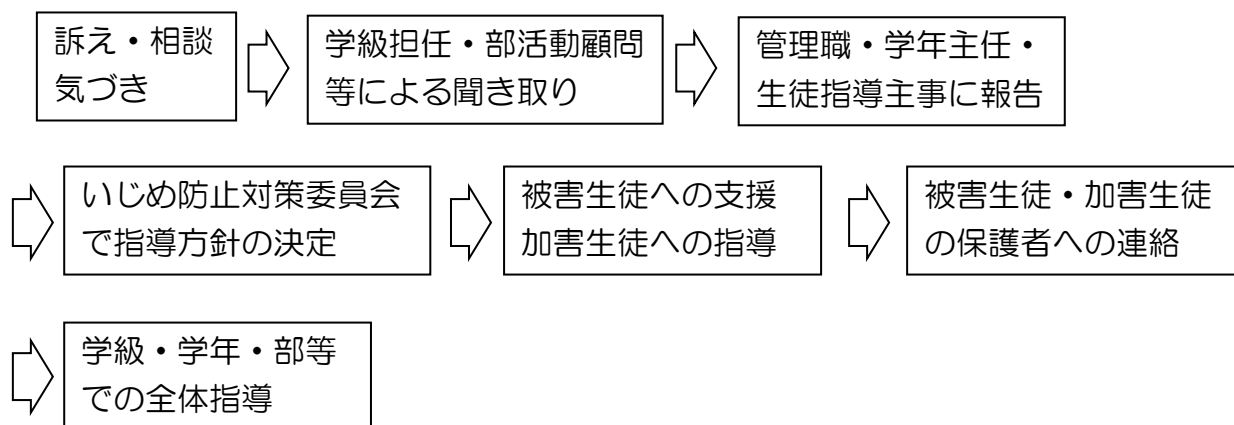 訴え・相談
気づき
学級担任・部活動顧問
等による聞き取り
管理職・学年主任・
生徒指導主事に報告
いじめ防止対策委員会
で指導方針の決定
被害生徒への支援
加害生徒への指導
被害生徒・加害生徒
の保護者への連絡
学級・学年・部等
での全体指導